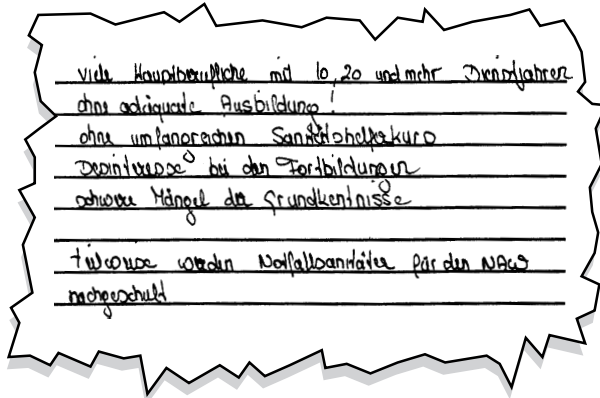 viele Hauptberufliche mit 10, 20 und mehr Dienstjahren
ohne adäquate Ausbildung!
ohne umfangreichen Sanitätshelferkurs
Desinteresse bei den Fortbildungen
schwere Mängel der Grundkentnisse
teilweise werden Notfallsanitäter für den NAW
nachgeschult